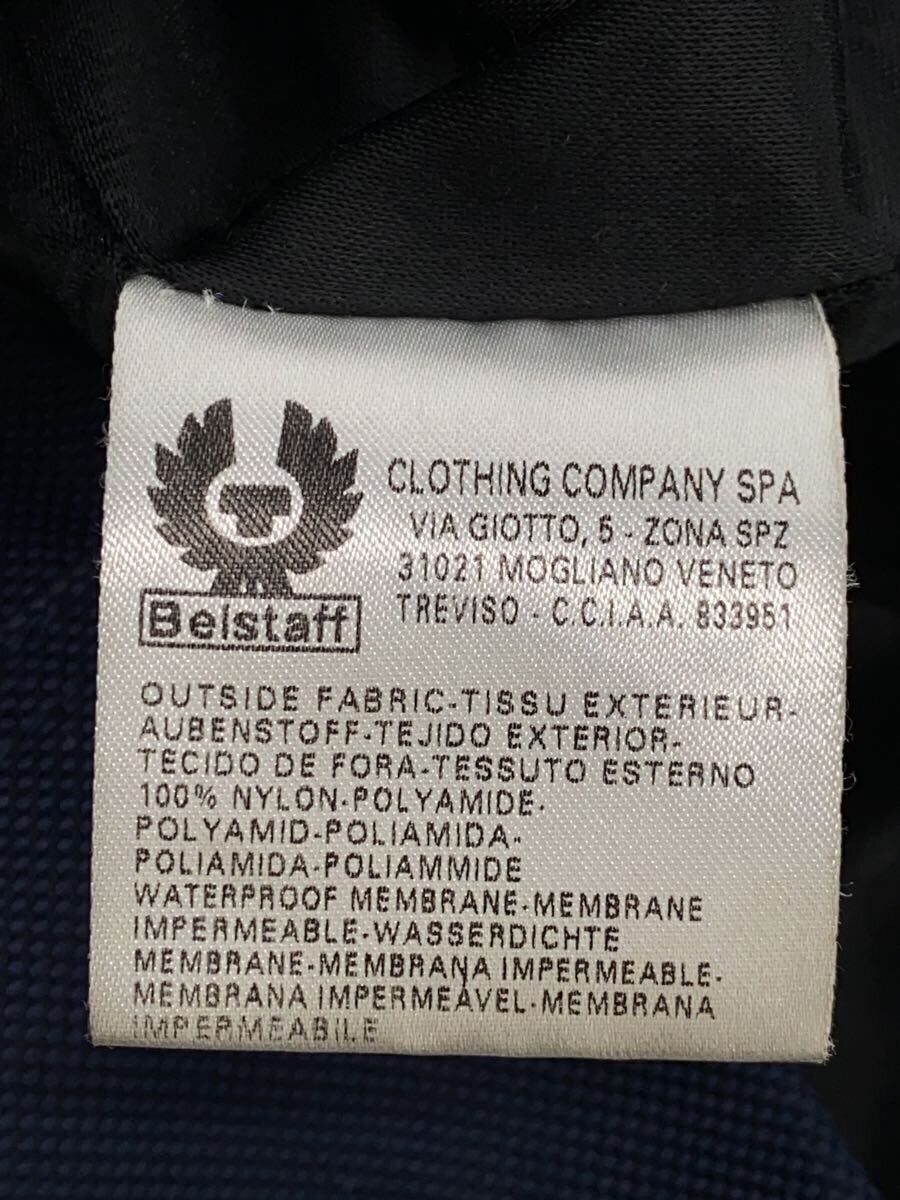 CLOTHING COMPANY SPA
VIA GIOTTO, 5 - ZONA SPZ
31021 MOGLIANO VENETO
TREVISO - C.C.I.A.A. 833951
Belstaff
OUTSIDE FABRIC-TISSU EXTERIEUR-
AUBENSTOFF-TEJIDO EXTERIOR-
TECIDO DE FORA-TESSUTO ESTERNO
100% NYLON-POLYAMIDE-
POLYAMID-POLIAMIDA-
POLIAMIDA-POLIAMMIDE
WATERPROOF MEMBRANE-MEMBRANE
IMPERMEABLE-WASSERDICHTE
MEMBRANE-MEMBRANA IMPERMEABLE-
MEMBRANA IMPERMEÁVEL-MEMBRANA
IMPERMEABILE